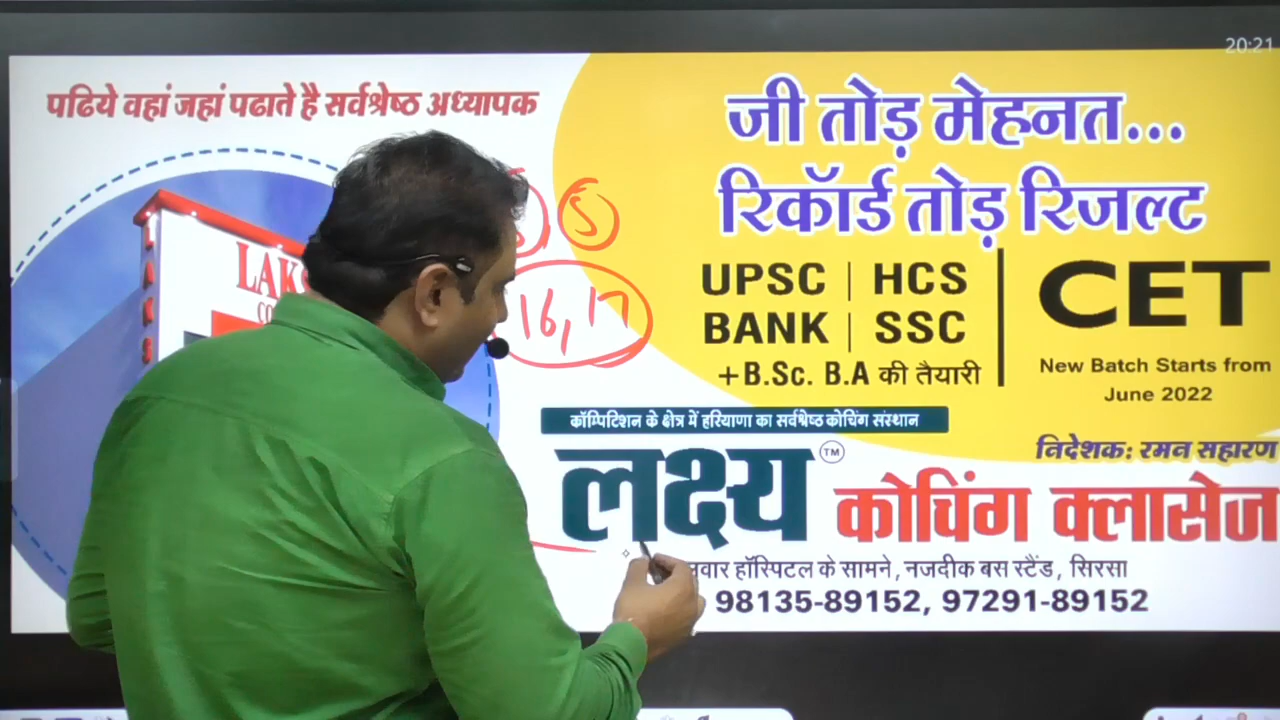 20:21
पढिये वहां जहां पढाते है सर्वश्रेष्ठ अध्यापक
जी तोड़ मेहनत...
रिकॉर्ड तोड़ रिजल्ट
5
16, 17
LAKS
UPSC | HCS
BANK | SSC
+B.Sc. B.A की तैयारी
CET
New Batch Starts from
June 2022
कॉम्पिटिशन के क्षेत्र में हरियाणा का सर्वश्रेष्ठ कोचिंग संस्थान
निदेशक: रमन सहारण
लक्ष्य TM
कोचिंग क्लासेज
हॉस्पिटल के सामने, नजदीक बस स्टैंड, सिरसा
98135-89152, 97291-89152